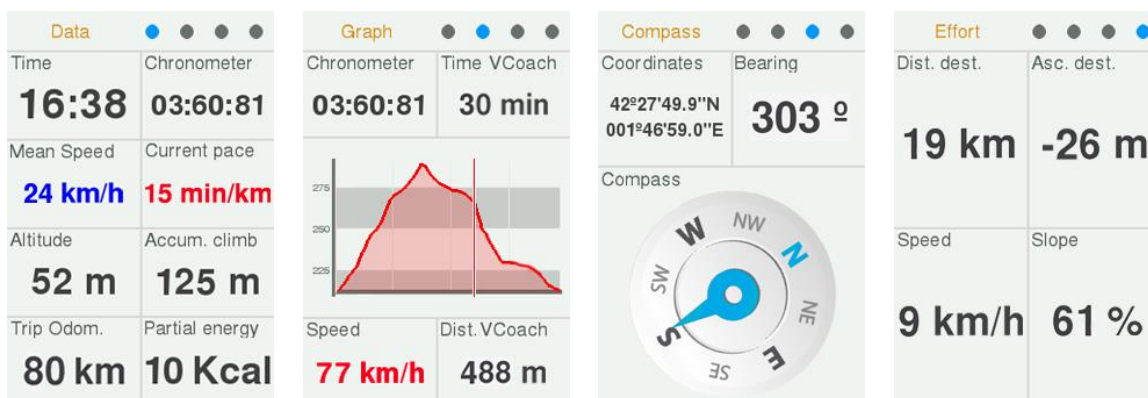 Data
Time
Chronometer
16:38
03:60:81
Mean Speed
Current pace
24 km/h
15 min/km
Altitude
Accum. climb
52 m
125 m
Trip Odom.
Partial energy
80 km
10 Kcal
Graph
Chronometer
Time VCoach
03:60:81
30 min
275
250
225
Speed
Dist.VCoach
77 km/h
488 m
Compass
Coordinates
Bearing
42º27'49.9"N
001º46'59.0"E
303 º
Compass
W
NW
N
SW
NE
S
SE
E
Effort
Dist. dest.
Asc. dest.
19 km
-26 m
Speed
Slope
9 km/h
61 %